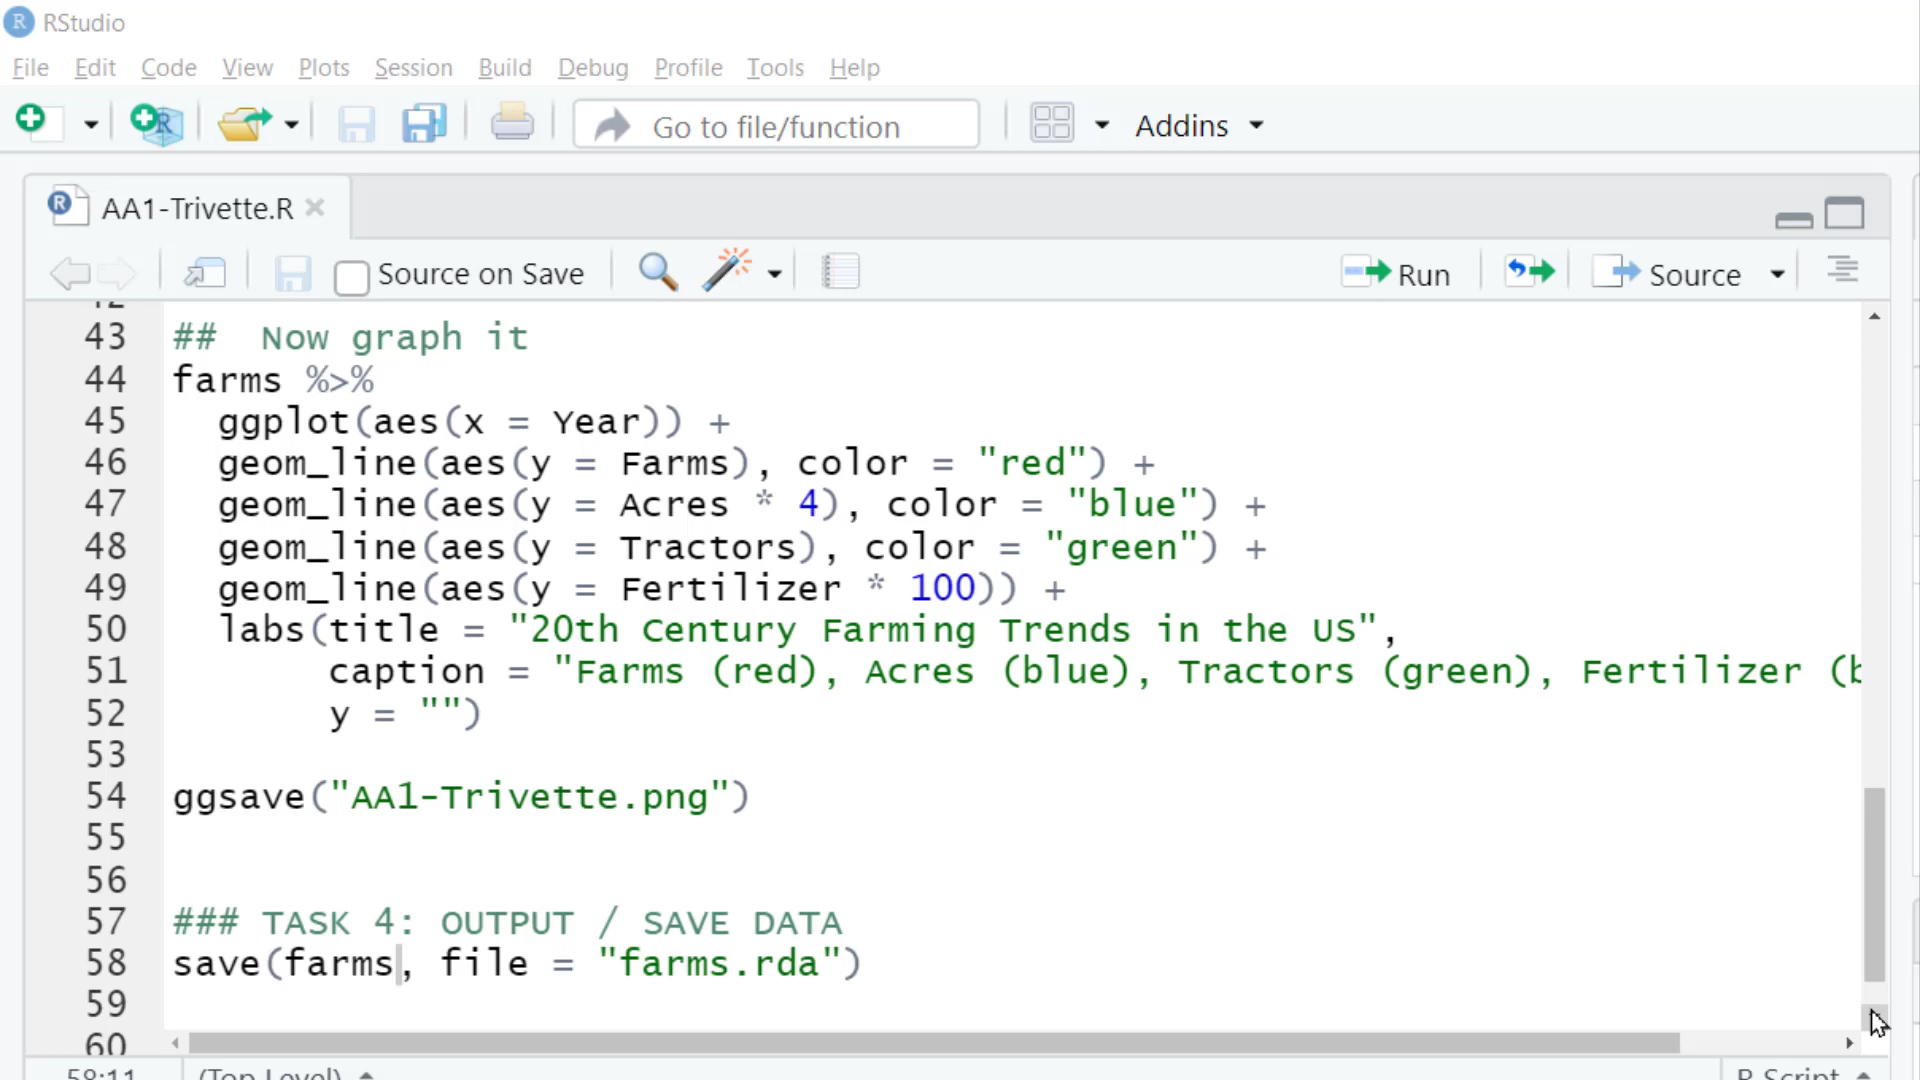 RStudio
File Edit Code View Plots Session Build Debug Profile Tools Help
Go to file/function Addins
AA1-Trivette.R
Source on Save Run Source
43 ## Now graph it
44 farms %>%
45 ggplot(aes(x = Year)) +
46 geom_line(aes(y = Farms), color = "red") +
47 geom_line(aes(y = Acres * 4), color = "blue") +
48 geom_line(aes(y = Tractors), color = "green") +
49 geom_line(aes(y = Fertilizer * 100)) +
50 labs(title = "20th Century Farming Trends in the US",
51 caption = "Farms (red), Acres (blue), Tractors (green), Fertilizer (b
52 y = "")
53
54 ggsave("AA1-Trivette.png")
55
56
57 ### TASK 4: OUTPUT / SAVE DATA
58 save(farms, file = "farms.rda")
59
60
58:11 (Top Level) R Script